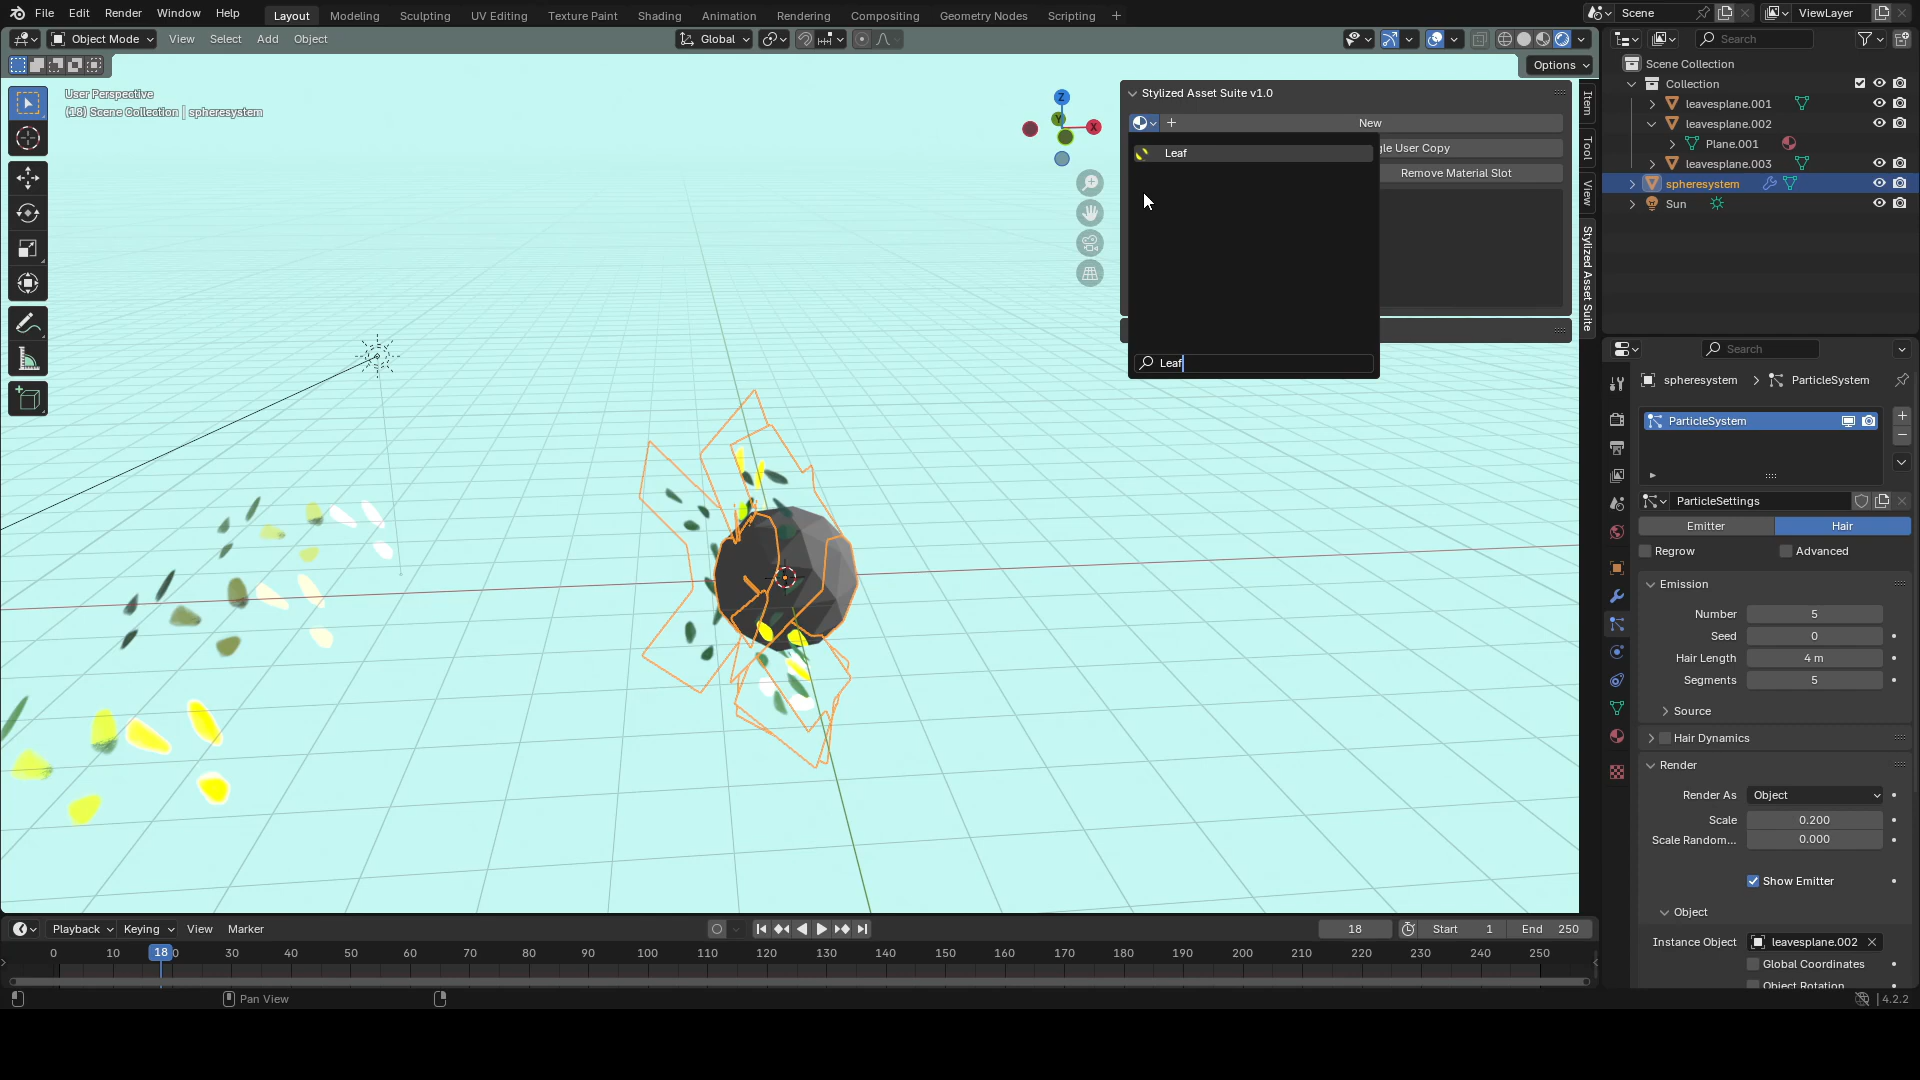 File Edit Render Window Help
Layout Modeling Sculpting UV Editing Texture Paint Shading Animation Rendering Compositing Geometry Nodes Scripting +
Scene
ViewLayer
Object Mode View Select Add Object
Global
Search
Options
User Perspective
(18) Scene Collection | spheresystem
Z
Y
X
Stylized Asset Suite v1.0
New
Leaf
gle User Copy
Remove Material Slot
Leaf
Item
Tool
View
Stylized Asset Suite
Scene Collection
Collection
leavesplane.001
leavesplane.002
Plane.001
leavesplane.003
spheresystem
Sun
Search
spheresystem ParticleSystem
ParticleSystem
ParticleSettings
Emitter Hair
Regrow Advanced
Emission
Number 5
Seed 0
Hair Length 4 m
Segments 5
Source
Hair Dynamics
Render
Render As Object
Scale 0.200
Scale Random... 0.000
Show Emitter
Object
Instance Object leavesplane.002
Global Coordinates
Object Rotation
Playback Keying View Marker
18 Start 1 End 250
0 10 18 0 30 40 50 60 70 80 90 100 110 120 130 140 150 160 170 180 190 200 210 220 230 240 250
Pan View
4.2.2